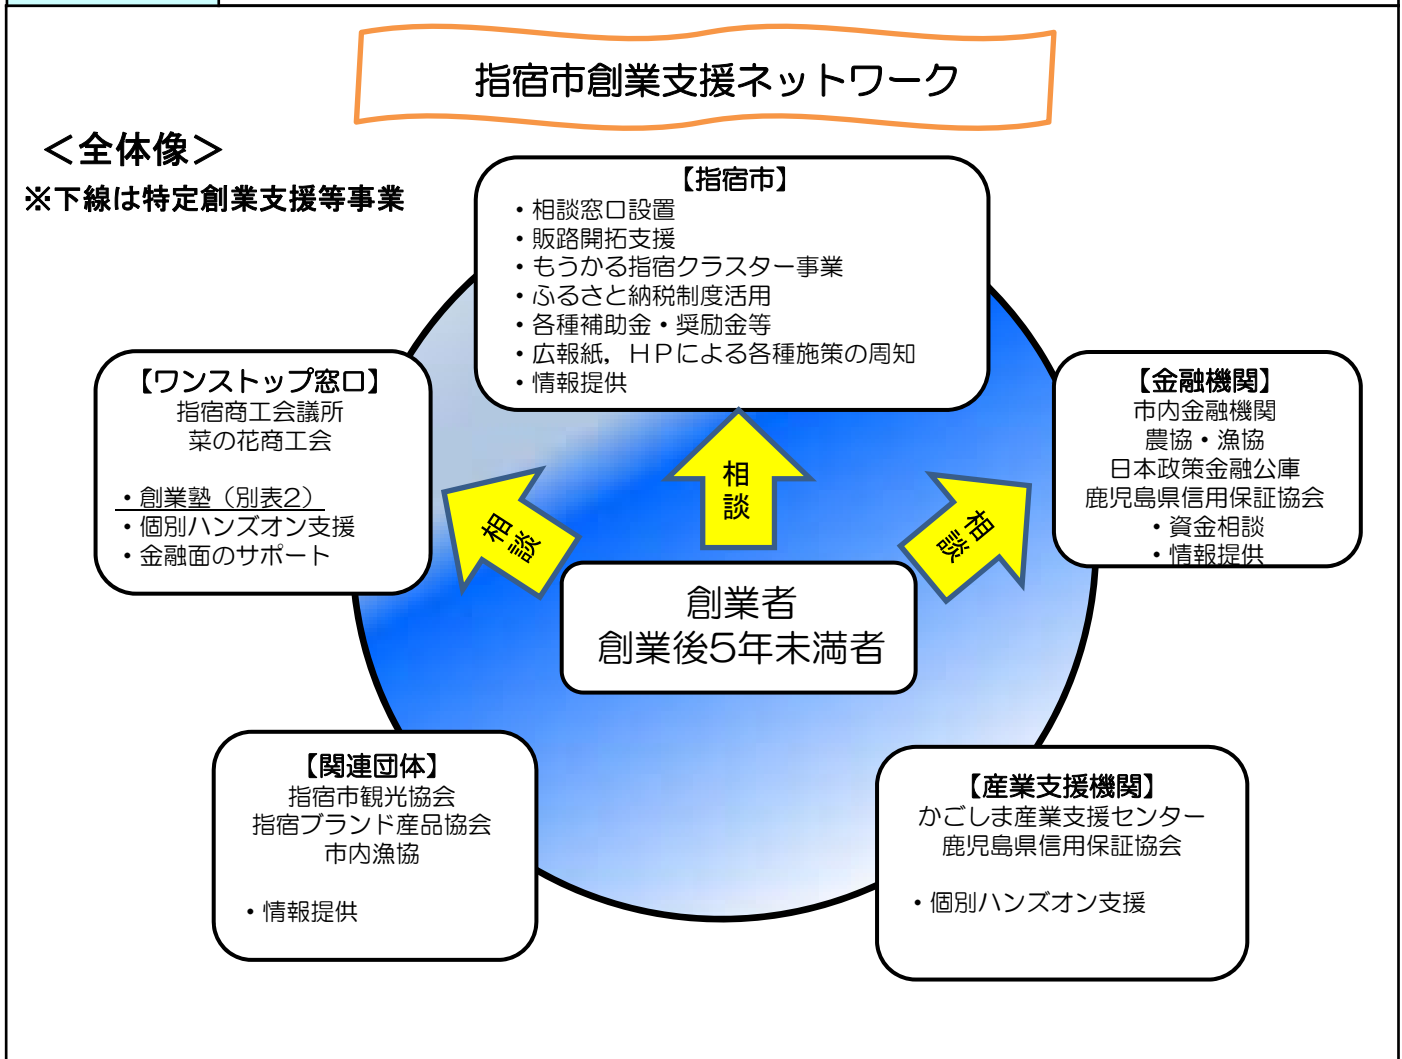 指宿市創業支援ネットワーク
＜全体像＞
※下線は特定創業支援等事業
【指宿市】
・相談窓口設置
・販路開拓支援
・もうかる指宿クラスター事業
・ふるさと納税制度活用
・各種補助金・奨励金等
・広報紙，ＨＰによる各種施策の周知
・情報提供
【ワンストップ窓口】
指宿商工会議所
菜の花商工会
・創業塾（別表2）
・個別ハンズオン支援
・金融面のサポート
【金融機関】
市内金融機関
農協・漁協
日本政策金融公庫
鹿児島県信用保証協会
・資金相談
・情報提供
相談
相談
相談
創業者
創業後5年未満者
【関連団体】
指宿市観光協会
指宿ブランド産品協会
市内漁協
・情報提供
【産業支援機関】
かごしま産業支援センター
鹿児島県信用保証協会
・個別ハンズオン支援